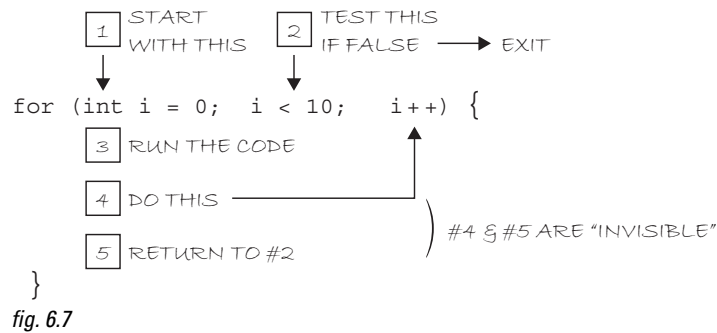 1 START
WITH THIS
2 TEST THIS
IF FALSE EXIT
for (int i = 0; i < 10; i++) {
3 RUN THE CODE
4 DO THIS
5 RETURN TO #2
#4 & #5 ARE “INVISIBLE”
}
fig. 6.7